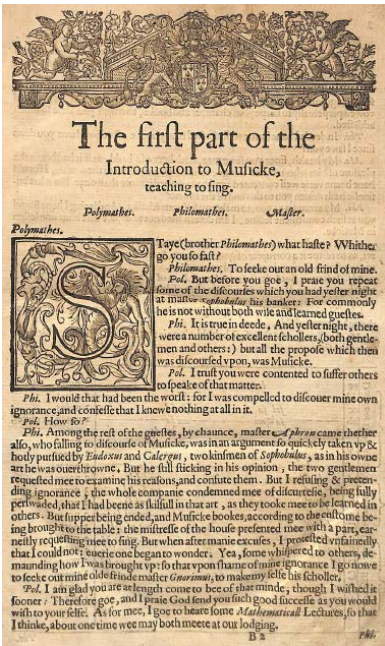 The first part of the
Introduction to Musicke,
teaching to sing.
Polymathes. Philomathes. Master.
Polymathes.
STaye (brother Philomathes) what haste? Whither
go you so fast?
Philomathes. To seeke out an old frind of mine.
Pol. But before you goe, I praie you repeat
some of the discourses which you had yester night
at master Sophobulus his banket: For commonly
he is not without both wise and learned guestes.
Phi. It is true in deede, And yester night, there
were a number of excellent schollers, (both gentle-
men and others:) but all the propose which then
was discoursed vpon, was Musicke.
Pol. I trust you were contented to suffer others
to speake of that matter.
Phi. I would that had been the worst: for I was compelled to discouer mine own
ignorance, and confesse that I knewe nothing at all in it.
Pol. How so?
Phi. Among the rest of the guestes, by chaunce, master Aphron came thether
also, who falling to discourse of Musicke, was in an argument so quickely taken vp &
hotly pursued by Eudoxus and Calergus, two kinsmen of Sophobulus, as in his owne
art he was ouerthrowne. But he still sticking in his opinion, the two gentlemen
requested mee to examine his reasons, and confute them. But I refusing & preten-
ding ignorance, the whole companie condemned mee of discurtesie, being fully
perswaded, that I had beene as skilfull in that art, as they tooke mee to be learned in
others. But supper being ended, and Musicke bookes, according to the custome be-
ing brought to the table: the mistresse of the house presented mee with a part, ear-
nestly requesting mee to sing. But when after manie excuses, I protested vnfainedly
that I could not: euerie one began to wonder. Yea, some whispered to others, de-
maunding how I was brought vp: so that vpon shame of mine ignorance I go nowe
to seeke out mine olde frinde master Gnorimus, to make my selfe his scholler.
Pol. I am glad you are at length come to bee of that minde, though I wished it
sooner: Therefore goe, and I praie God send you such good successe as you would
wish to your selfe. As for mee, I goe to heare some Mathematicall Lectures, so that
I thinke, about one time wee may both meete at our lodging.
B 2 Phi.